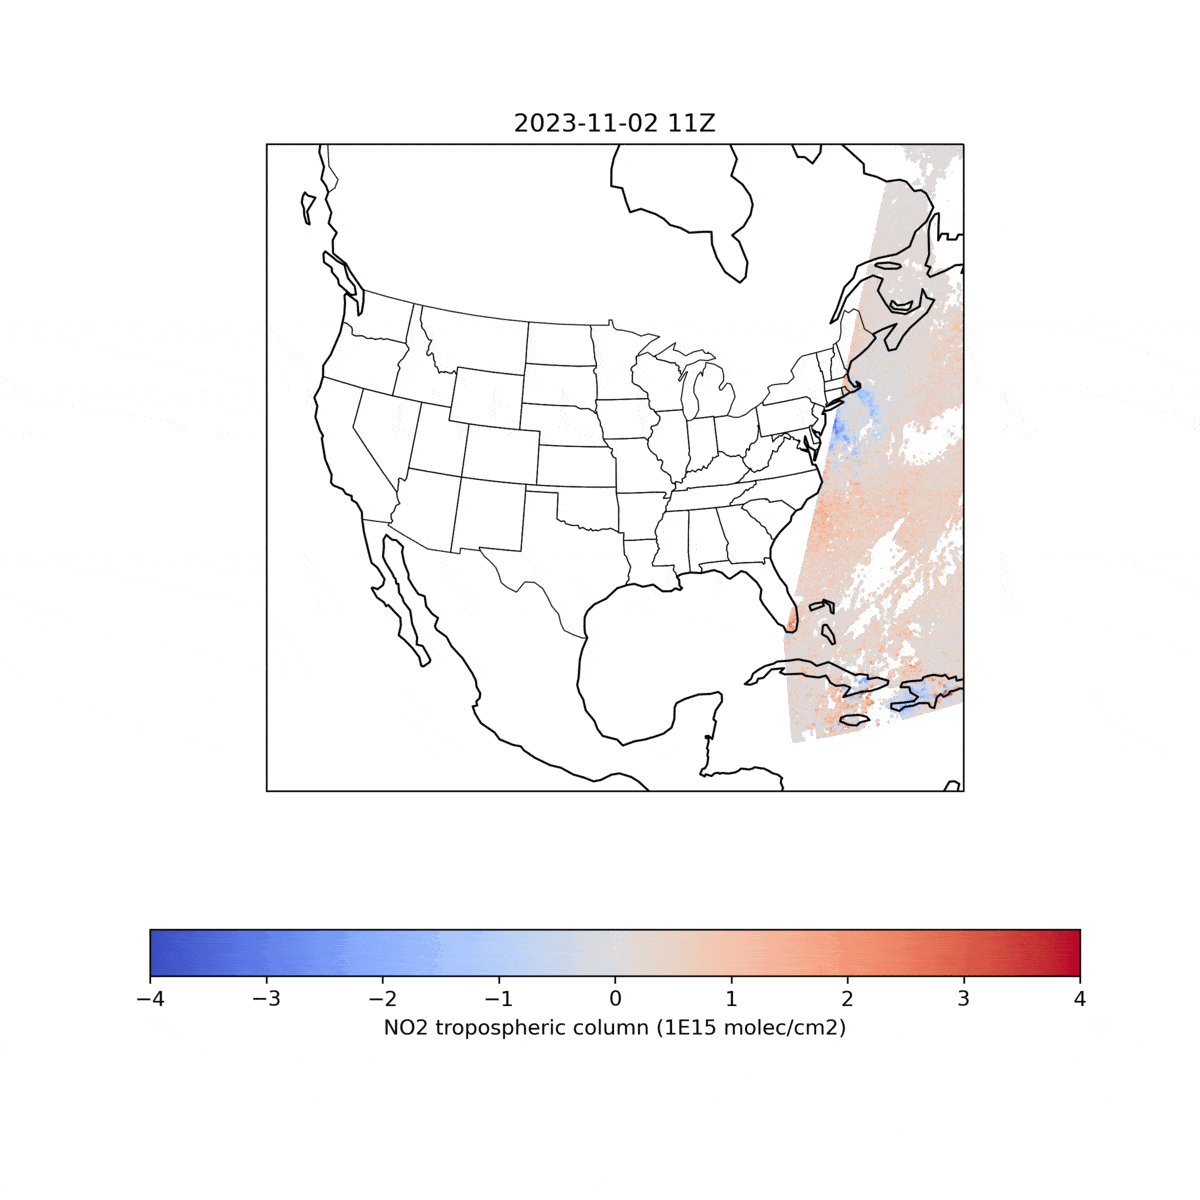 2023-11-02 11Z
−4 −3 −2 −1 0 1 2 3 4
NO2 tropospheric column (1E15 molec/cm2)